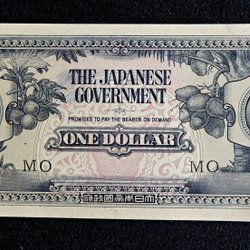 THE JAPANESE
GOVERNMENT
PROMISES TO PAY THE BEARER ON DEMAND
ONE DOLLAR
MO MO
府政國帝本日大